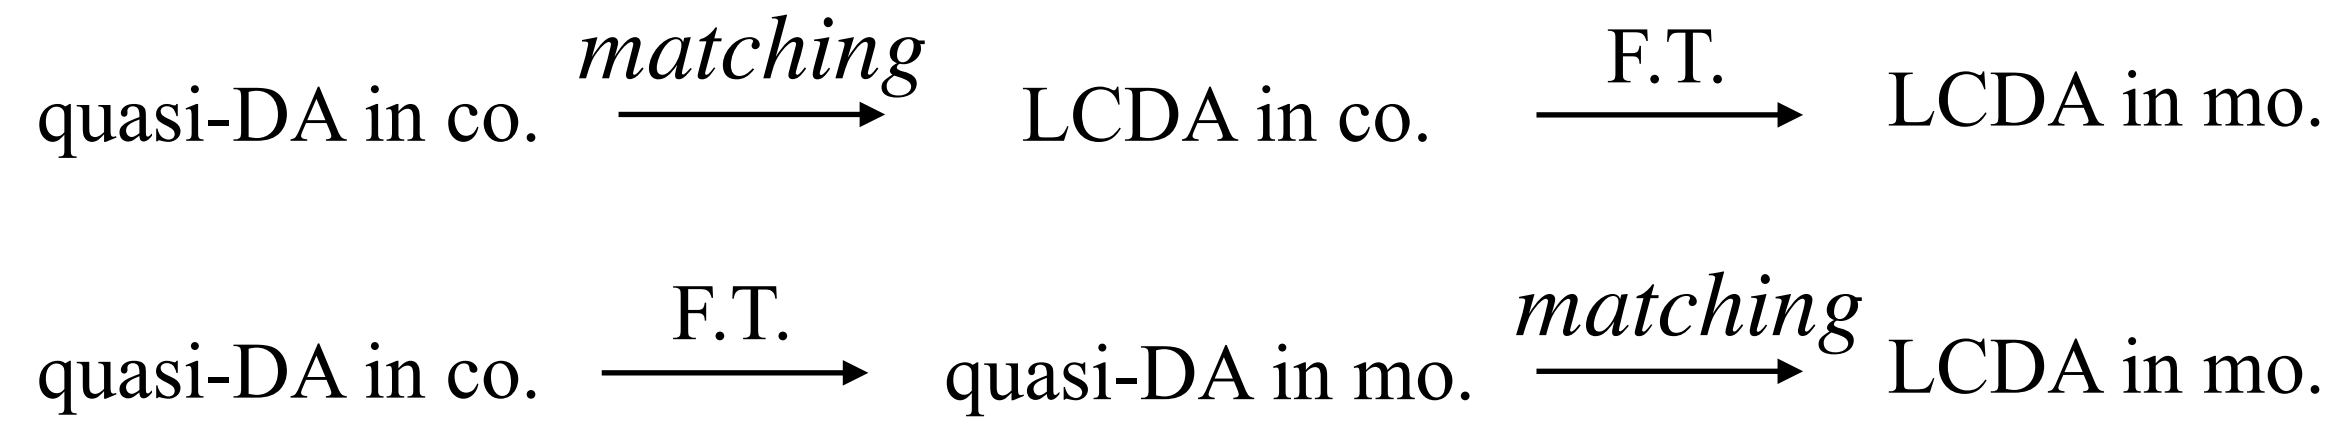 quasi-DA in co. matching LCDA in co. F.T. LCDA in mo.
quasi-DA in co. F.T. quasi-DA in mo. matching LCDA in mo.